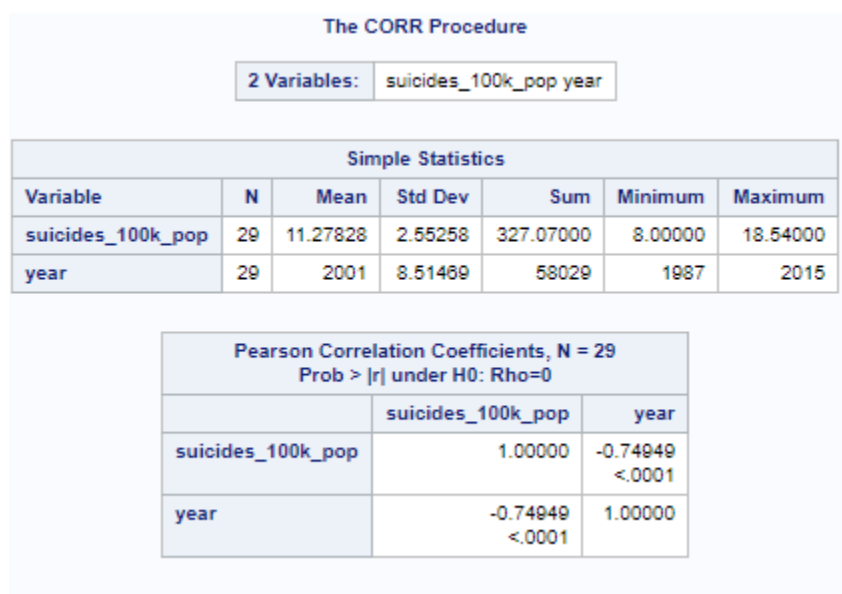 The CORR Procedure
2 Variables: suicides_100k_pop year
Simple Statistics
Variable N Mean Std Dev Sum Minimum Maximum
suicides_100k_pop 29 11.27828 2.55258 327.07000 8.00000 18.54000
year 29 2001 8.51469 58029 1987 2015
Pearson Correlation Coefficients, N = 29
Prob > |r| under H0: Rho=0
suicides_100k_pop year
suicides_100k_pop 1.00000 -0.74949
<.0001
year -0.74949 1.00000
<.0001